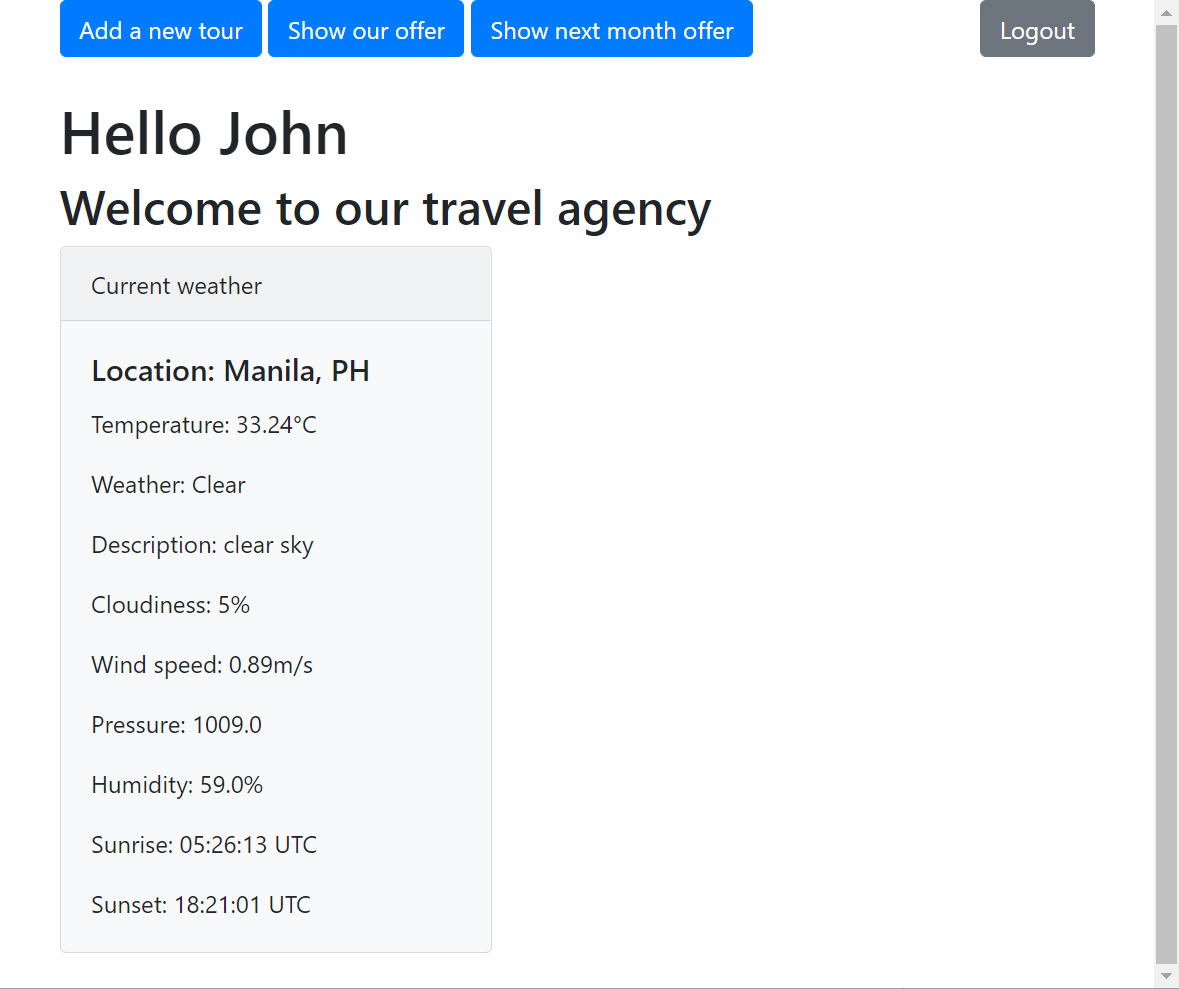 Add a new tour Show our offer Show next month offer Logout
Hello John
Welcome to our travel agency
Current weather
Location: Manila, PH
Temperature: 33.24°C
Weather: Clear
Description: clear sky
Cloudiness: 5%
Wind speed: 0.89m/s
Pressure: 1009.0
Humidity: 59.0%
Sunrise: 05:26:13 UTC
Sunset: 18:21:01 UTC